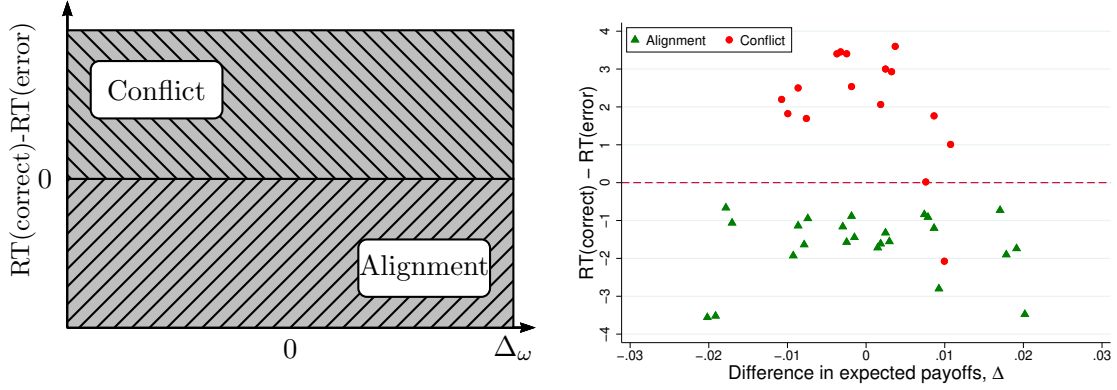 RT(correct)-RT(error)
Conflict
0
Alignment
0
Δω
RT(correct) − RT(error)
4
3
2
1
0
−1
−2
−3
−4
Alignment
Conflict
−.03
−.02
−.01
0
.01
.02
.03
Difference in expected payoffs, Δ